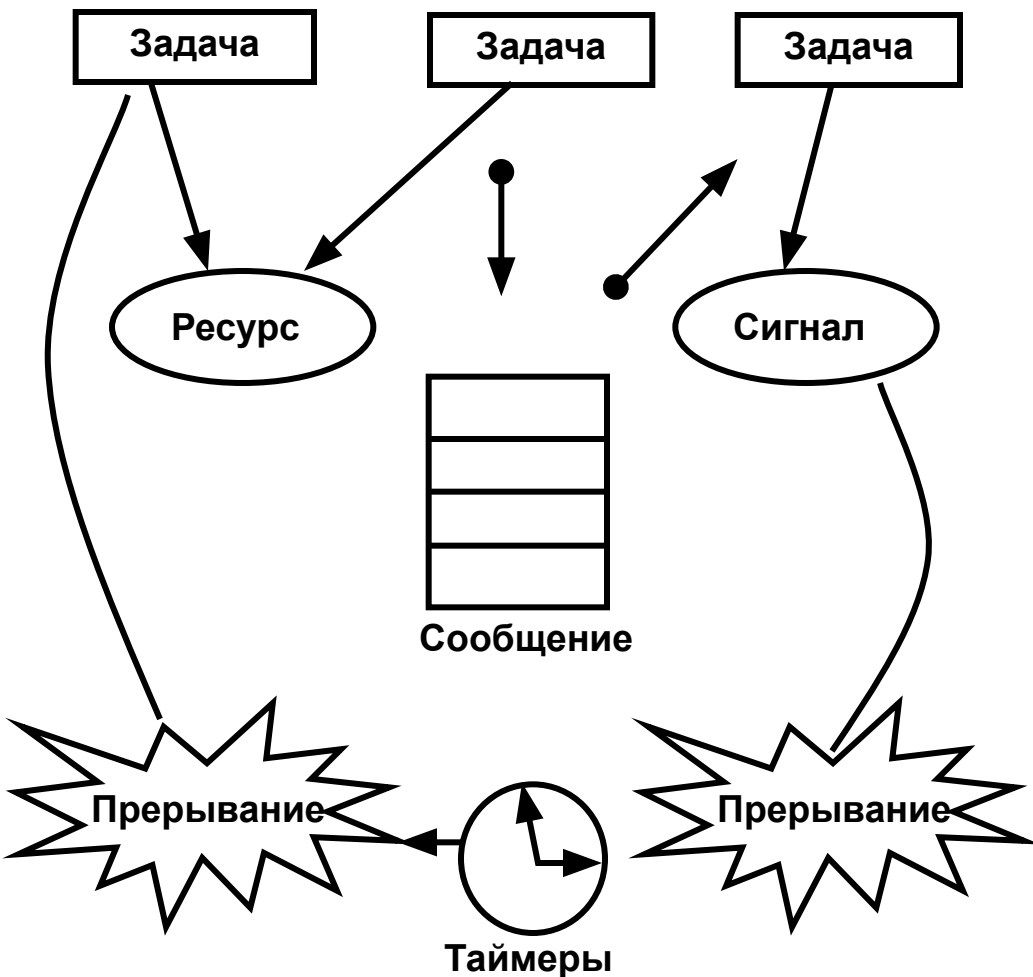 Задача
Задача
Задача
Ресурс
Сигнал
Сообщение
Прерывание
Прерывание
Таймеры